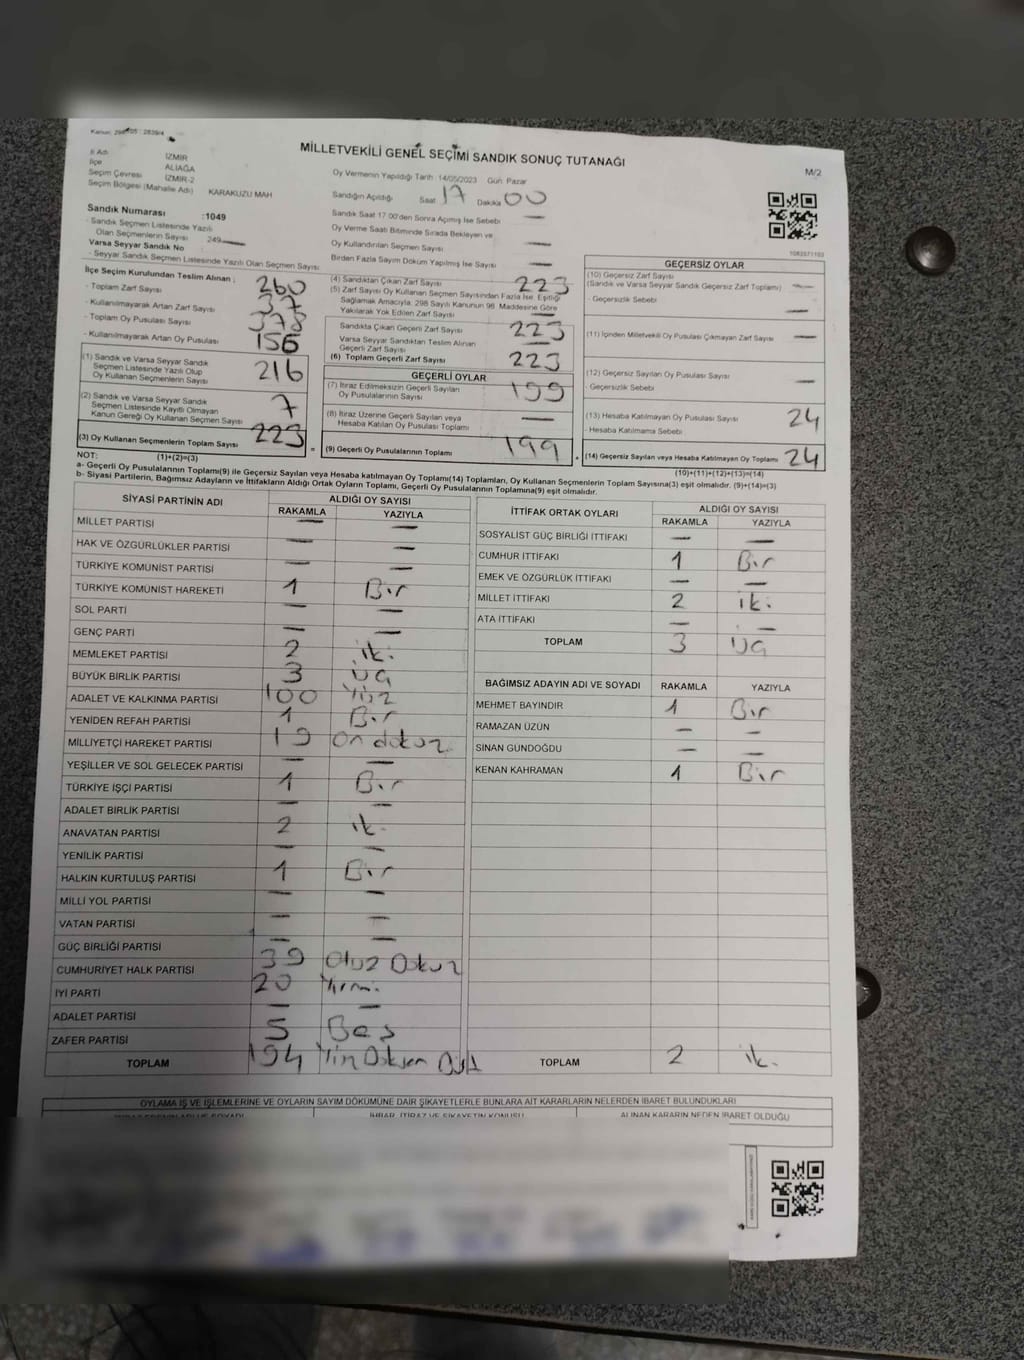 MİLLETVEKİLİ GENEL SEÇİMİ SANDIK SONUÇ TUTANAĞI
M/2
İl Adı İZMİR
İlçe ALİAĞA
Seçim Çevresi İZMİR-2
Seçim Bölgesi (Mahalle Adı) KARAKUZU MAH
Sandık Numarası :1049
- Sandık Seçmen Listesinde Yazılı
Olan Seçmenlerin Sayısı 249
Varsa Seyyar Sandık No
- Seyyar Sandık Seçmen Listesinde Yazılı Olan Seçmen Sayısı
Oy Vermenin Yapıldığı Tarih 14/05/2023 Gün Pazar
Sandığın Açıldığı Saat 17 Dakika 00
Sandık Saat 17 00'den Sonra Açımış İse Sebebi —
Oy Verme Saati Bitiminde Sırada Bekleyen ve
Oy Kullandırılan Seçmen Sayısı —
Birden Fazla Sayım Döküm Yapılmış İse Sayısı —
İlçe Seçim Kurulundan Teslim Alınan :
- Toplam Zarf Sayısı 260
- Kullanılmayarak Artan Zarf Sayısı 37
- Toplam Oy Pusulası Sayısı 378
- Kullanılmayarak Artan Oy Pusulası 156
(1) Sandık ve Varsa Seyyar Sandık
Seçmen Listesinde Yazılı Olup
Oy Kullanan Seçmenlerin Sayısı 216
(2) Sandık ve Varsa Seyyar Sandık
Seçmen Listesinde Kayıtlı Olmayan
Kanun Gereği Oy Kullanan Seçmen Sayısı 7
(3) Oy Kullanan Seçmenlerin Toplam Sayısı 223
(4) Sandıktan Çıkan Zarf Sayısı 223
(5) Zarf Sayısı Oy Kullanan Seçmen Sayısından Fazla İse, Eşitliği
Sağlamak Amacıyla, 298 Sayılı Kanunun 98. Maddesine Göre
Yakılarak Yok Edilen Zarf Sayısı —
Sandıkta Çıkan Geçerli Zarf Sayısı 223
Varsa Seyyar Sandıktan Teslim Alınan
Geçerli Zarf Sayısı —
(6) Toplam Geçerli Zarf Sayısı 223
GEÇERLİ OYLAR
(7) İtiraz Edilmeksizin Geçerli Sayılan
Oy Pusulalarının Sayısı 199
(8) İtiraz Üzerine Geçerli Sayılan veya
Hesaba Katılan Oy Pusulası Toplamı —
(9) Geçerli Oy Pusulalarının Toplamı 199
1082071103
GEÇERSİZ OYLAR
(10) Geçersiz Zarf Sayısı
(Sandık ve Varsa Seyyar Sandık Geçersiz Zarf Toplamı) —
- Geçersizlik Sebebi —
(11) İçinden Milletvekili Oy Pusulası Çıkmayan Zarf Sayısı —
(12) Geçersiz Sayılan Oy Pusulası Sayısı —
- Geçersizlik Sebebi
(13) Hesaba Katılmayan Oy Pusulası Sayısı 24
- Hesaba Katılmama Sebebi
(14) Geçersiz Sayılan veya Hesaba Katılmayan Oy Toplamı 24
NOT: (1)+(2)=(3) (10)+(11)+(12)+(13)=(14)
a- Geçerli Oy Pusulalarının Toplamı(9) ile Geçersiz Sayılan veya Hesaba katılmayan Oy Toplamı(14) Toplamları, Oy Kullanan Seçmenlerin Toplam Sayısına(3) eşit olmalıdır. (9)+(14)=(3)
b- Siyasi Partilerin, Bağımsız Adayların ve İttifakların Aldığı Ortak Oyların Toplamı, Geçerli Oy Pusulalarının Toplamına(9) eşit olmalıdır.
SİYASİ PARTİNİN ADI ALDIĞI OY SAYISI
RAKAMLA YAZIYLA
MİLLET PARTİSİ — —
HAK VE ÖZGÜRLÜKLER PARTİSİ — —
TÜRKİYE KOMÜNİST PARTİSİ — —
TÜRKİYE KOMÜNİST HAREKETİ 1 Bir
SOL PARTİ — —
GENÇ PARTİ — —
MEMLEKET PARTİSİ 2 iki
BÜYÜK BİRLİK PARTİSİ 3 üç
ADALET VE KALKINMA PARTİSİ 100 Yüz
YENİDEN REFAH PARTİSİ 1 Bir
MİLLİYETÇİ HAREKET PARTİSİ 19 on dokuz
YEŞİLLER VE SOL GELECEK PARTİSİ — —
TÜRKİYE İŞÇİ PARTİSİ 1 Bir
ADALET BİRLİK PARTİSİ — —
ANAVATAN PARTİSİ 2 iki
YENİLİK PARTİSİ — —
HALKIN KURTULUŞ PARTİSİ 1 Bir
MİLLİ YOL PARTİSİ — —
VATAN PARTİSİ — —
GÜÇ BİRLİĞİ PARTİSİ — —
CUMHURİYET HALK PARTİSİ 39 Otuz Dokuz
İYİ PARTİ 20 Yirmi
ADALET PARTİSİ — —
ZAFER PARTİSİ 5 Beş
TOPLAM 194 Yüz Doksan Dört
İTTİFAK ORTAK OYLARI ALDIĞI OY SAYISI
RAKAMLA YAZIYLA
SOSYALİST GÜÇ BİRLİĞİ İTTİFAKI — —
CUMHUR İTTİFAKI 1 Bir
EMEK VE ÖZGÜRLÜK İTTİFAKI — —
MİLLET İTTİFAKI 2 iki
ATA İTTİFAKI — —
TOPLAM 3 üç
BAĞIMSIZ ADAYIN ADI VE SOYADI RAKAMLA YAZIYLA
MEHMET BAYINDIR 1 Bir
RAMAZAN ÜZÜN — —
SİNAN GÜNDOĞDU — —
KENAN KAHRAMAN 1 Bir
TOPLAM 2 iki
OYLAMA İŞ VE İŞLEMLERİNE VE OYLARIN SAYIM DÖKÜMÜNE DAİR ŞİKAYETLERLE BUNLARA AİT KARARLARIN NELERDEN İBARET BULUNDUKLARI
İHBAR, İTİRAZ VE ŞİKAYETİN KONUSU ALINAN KARARIN NEDEN İBARET OLDUĞU